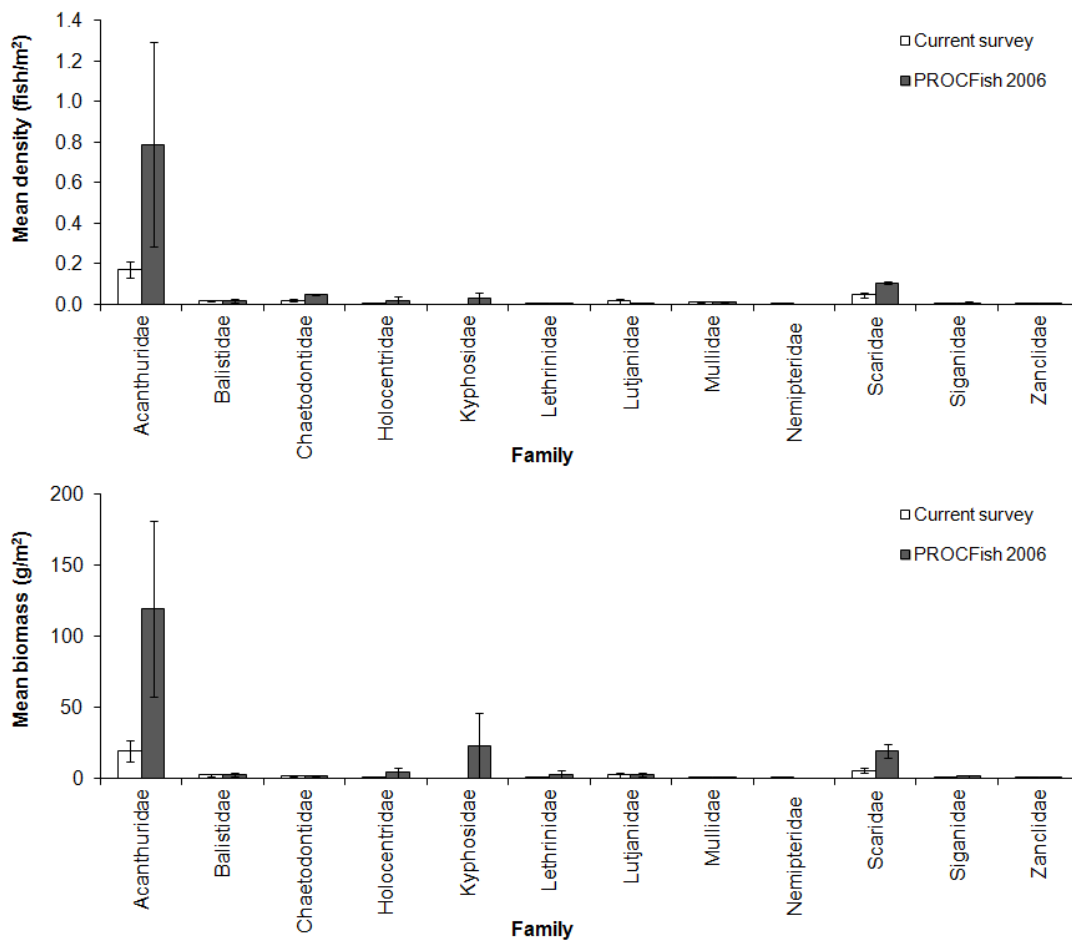 Mean density (fish/m²)
1.4
1.2
1.0
0.8
0.6
0.4
0.2
0.0
Current survey
PROCFish 2006
Acanthuridae
Balistidae
Chaetodontidae
Holocentridae
Kyphosidae
Lethrinidae
Lutjanidae
Mullidae
Nemipteridae
Scaridae
Siganidae
Zanclidae
Family
Mean biomass (g/m²)
200
150
100
50
0
Current survey
PROCFish 2006
Acanthuridae
Balistidae
Chaetodontidae
Holocentridae
Kyphosidae
Lethrinidae
Lutjanidae
Mullidae
Nemipteridae
Scaridae
Siganidae
Zanclidae
Family